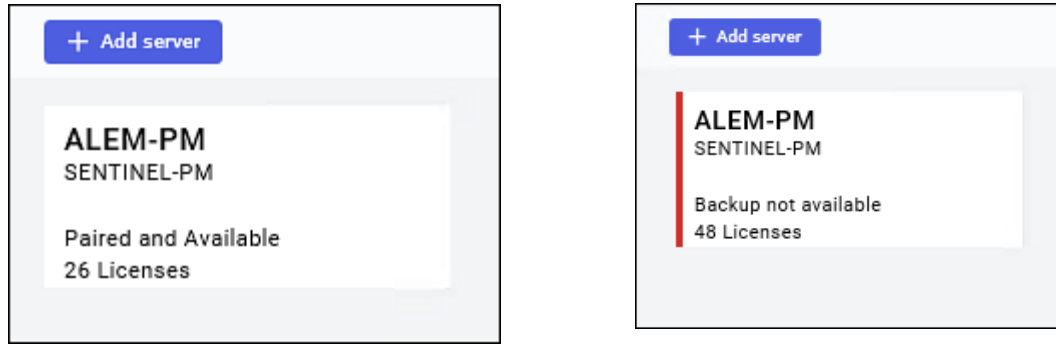 + Add server
ALEM-PM
SENTINEL-PM
Paired and Available
26 Licenses
+ Add server
ALEM-PM
SENTINEL-PM
Backup not available
48 Licenses